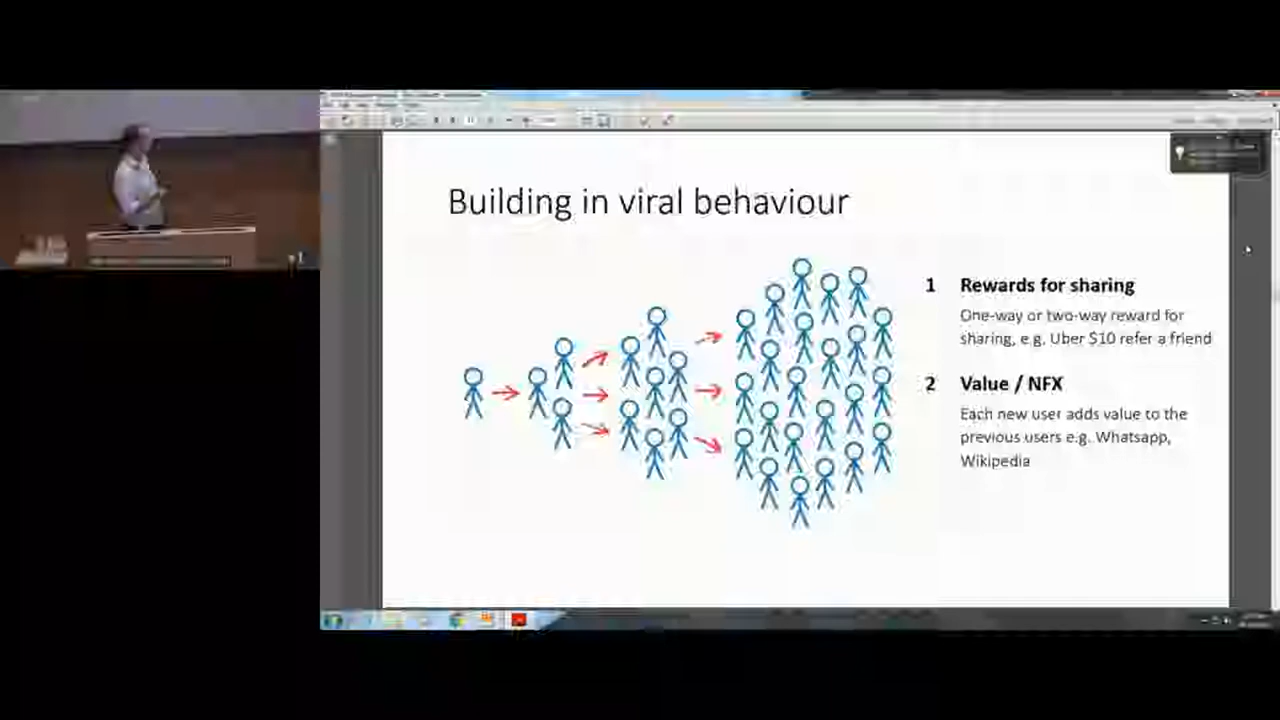 Building in viral behaviour
1 Rewards for sharing
One-way or two-way reward for
sharing, e.g. Uber $10 refer a friend
2 Value / NFX
Each new user adds value to the
previous users e.g. Whatsapp,
Wikipedia